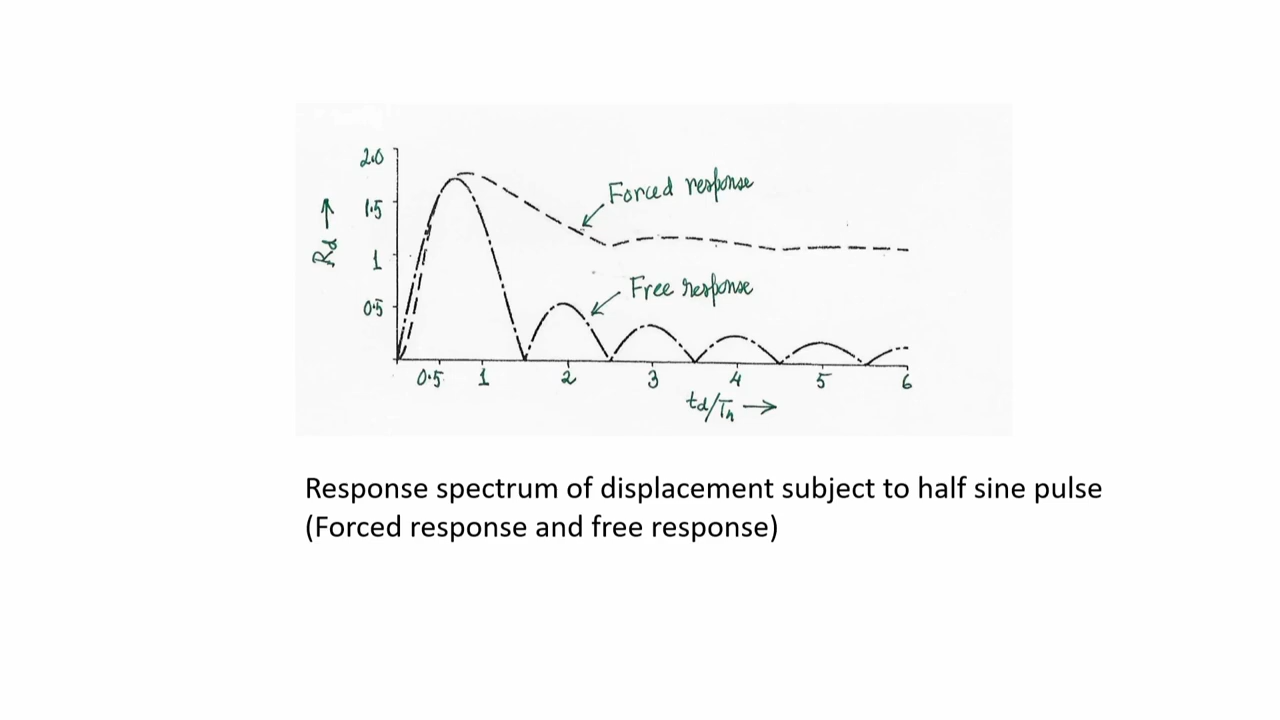 2.0
1.5
Rd →
1
0.5
Forced response
Free response
0.5 1 2 3 4 5 6
td/Tn →
Response spectrum of displacement subject to half sine pulse
(Forced response and free response)